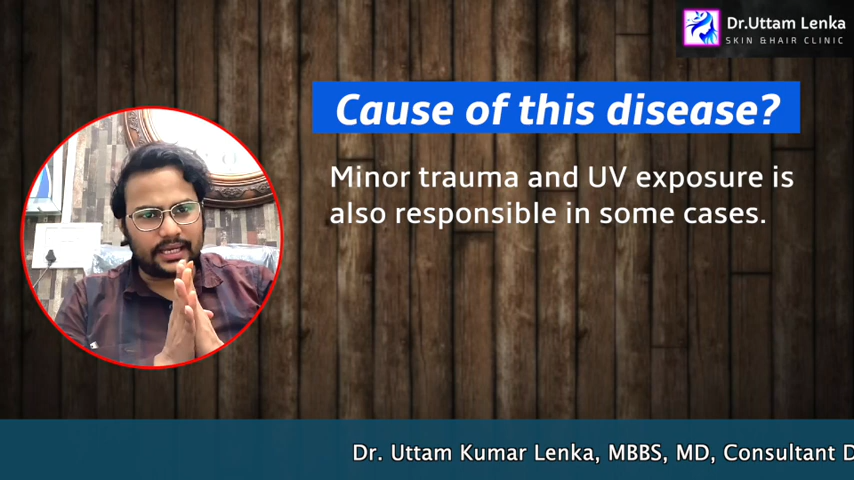 Dr.Uttam Lenka
SKIN & HAIR CLINIC
Cause of this disease?
Minor trauma and UV exposure is
also responsible in some cases.
Dr. Uttam Kumar Lenka, MBBS, MD, Consultant D